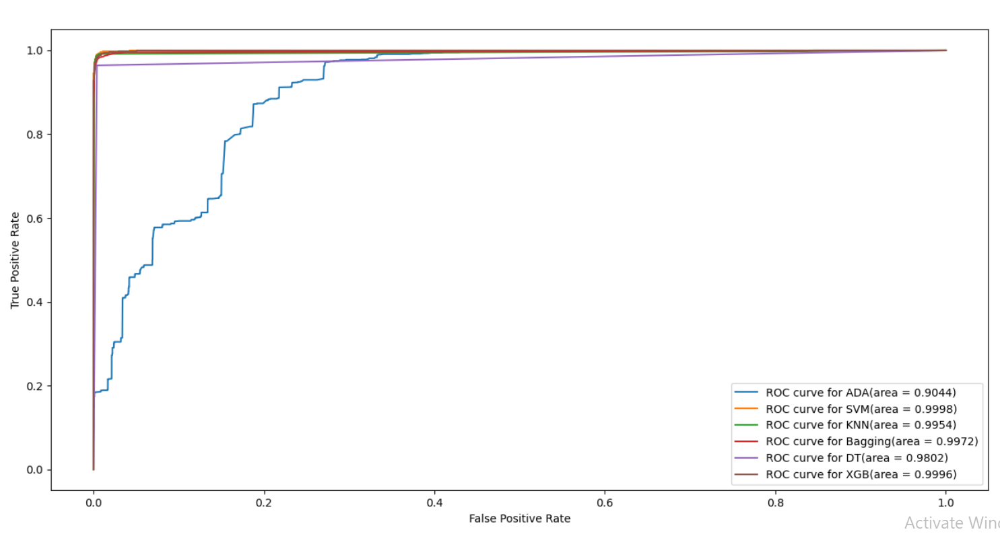 1.0
0.8
0.6
0.4
0.2
0.0
True Positive Rate
ROC curve for ADA(area = 0.9044)
ROC curve for SVM(area = 0.9998)
ROC curve for KNN(area = 0.9954)
ROC curve for Bagging(area = 0.9972)
ROC curve for DT(area = 0.9802)
ROC curve for XGB(area = 0.9996)
0.0 0.2 0.4 0.6 0.8 1.0
False Positive Rate
Activate Win